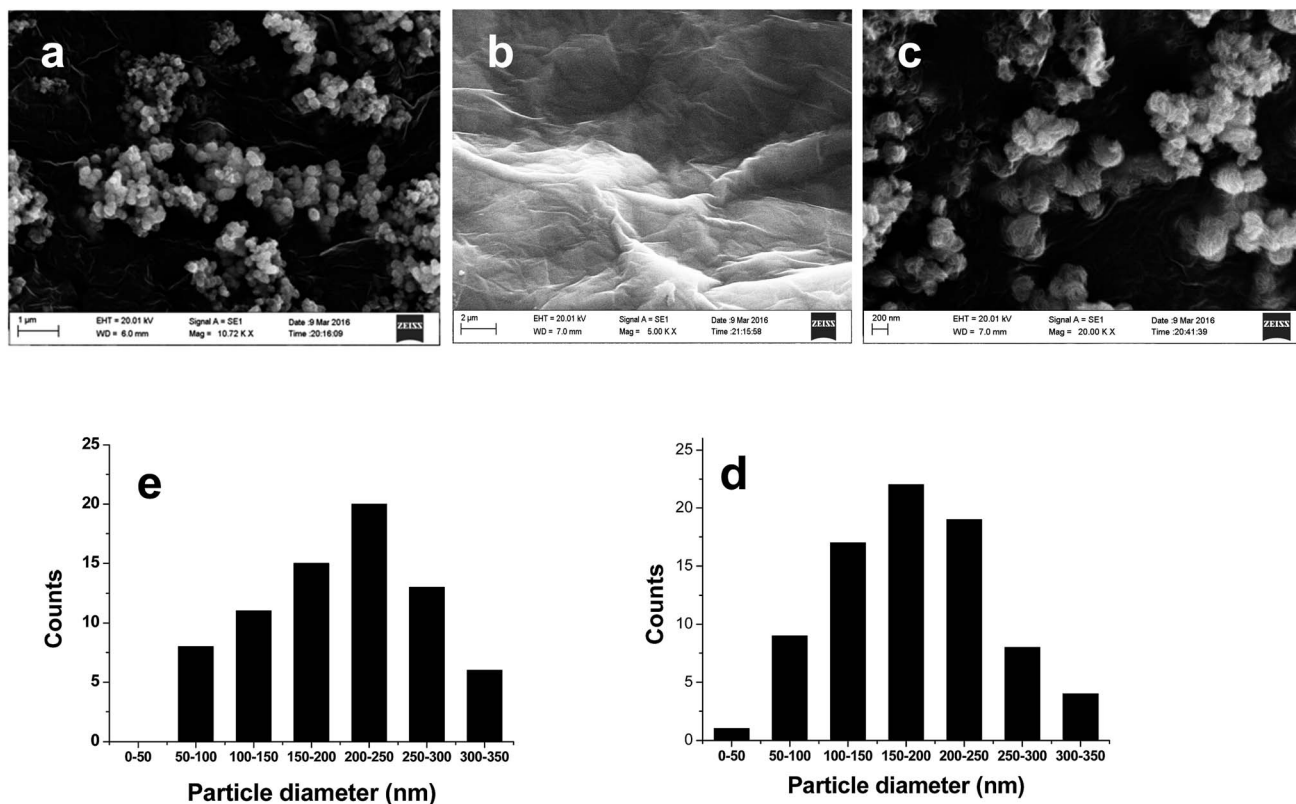 a
1 µm
EHT = 20.01 kV
WD = 6.0 mm
Signal A = SE1
Mag = 10.72 K X
Date :9 Mar 2016
Time :20:16:09
ZEISS
b
2 µm
EHT = 20.01 kV
WD = 7.0 mm
Signal A = SE1
Mag = 5.00 K X
Date :9 Mar 2016
Time :21:15:58
ZEISS
c
200 nm
EHT = 20.01 kV
WD = 7.0 mm
Signal A = SE1
Mag = 20.00 K X
Date :9 Mar 2016
Time :20:41:39
ZEISS
e
Counts
25
20
15
10
5
0
0-50 50-100 100-150 150-200 200-250 250-300 300-350
Particle diameter (nm)
d
Counts
25
20
15
10
5
0
0-50 50-100 100-150 150-200 200-250 250-300 300-350
Particle diameter (nm)